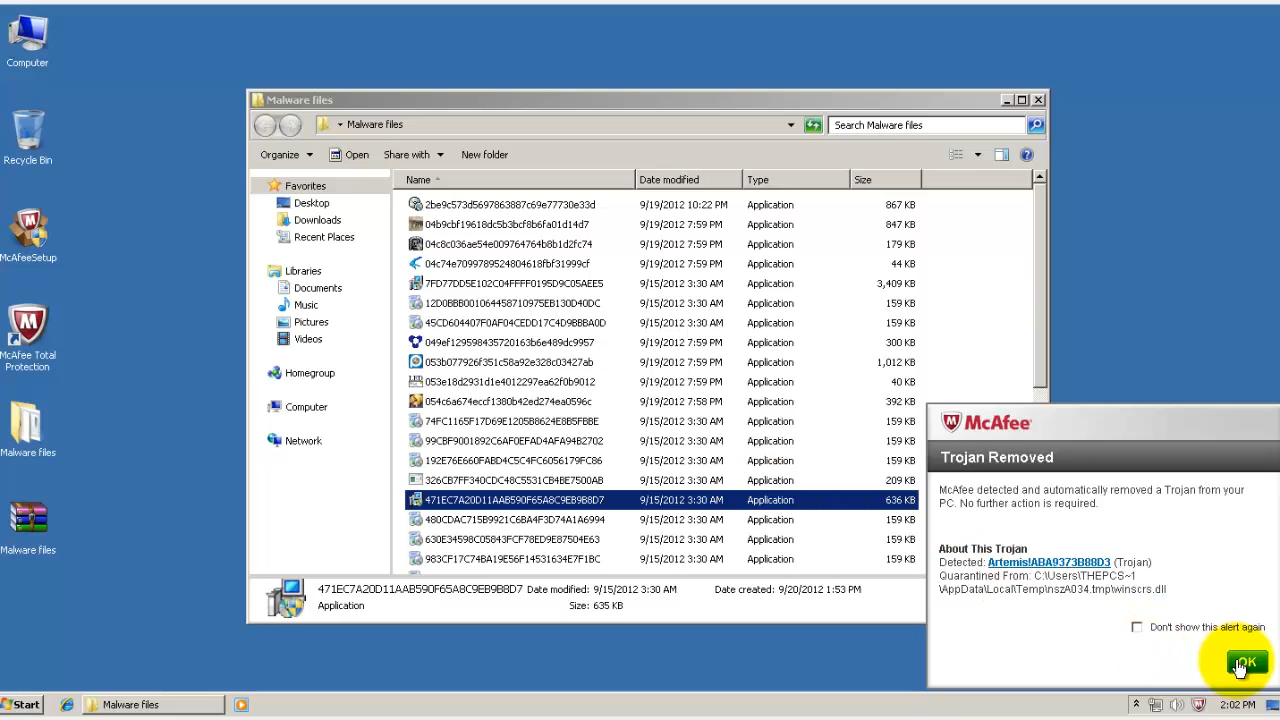 Computer
Recycle Bin
McAfeeSetup
McAfee Total
Protection
Malware files
Malware files
Malware files
Malware files
Search Malware files
Organize
Open
Share with
New folder
Favorites
Desktop
Downloads
Recent Places
Libraries
Documents
Music
Pictures
Videos
Homegroup
Computer
Network
Name Date modified Type Size
2be9c573d5697863887c69e77730e33d 9/19/2012 10:22 PM Application 867 KB
04b9cbf19618dc5b3bcf8b6fa01d14d7 9/19/2012 7:59 PM Application 847 KB
04c8c036ae54e009764764b8b1d2fc74 9/19/2012 7:59 PM Application 179 KB
04c74e7099789524804618fbf31999cf 9/19/2012 7:59 PM Application 44 KB
7FD77DD5E102C04FFFF0195D9C05AEE5 9/15/2012 3:30 AM Application 3,409 KB
12D0BBB001064458710975EB130D40DC 9/15/2012 3:30 AM Application 159 KB
45CD604407F0AF04CEDD17C4D9BBBA0D 9/15/2012 3:30 AM Application 159 KB
049ef129598435720163b6e489dc9957 9/19/2012 7:59 PM Application 300 KB
053b077926f351c58a92e328c03427ab 9/19/2012 7:59 PM Application 1,012 KB
053e18d2931d1e4012297ea62f0b9012 9/19/2012 7:59 PM Application 40 KB
054c6a674eccf1380b42ed274ea0596c 9/19/2012 7:58 PM Application 392 KB
74FC1165F17D69E1205B8624E8B5FBBE 9/15/2012 3:30 AM Application 159 KB
99CBF9001892C6AF0EFAD4AFA94B2702 9/15/2012 3:30 AM Application 159 KB
192E76E660FABD4C5C4FC6056179FC86 9/15/2012 3:30 AM Application 159 KB
326CB7FF340CDC48C5531CB4BE7500AB 9/15/2012 3:30 AM Application 209 KB
471EC7A20D11AAB590F65A8C9EB9B8D7 9/15/2012 3:30 AM Application 636 KB
480CDAC715B9921C6BA4F3D74A1A6994 9/15/2012 3:30 AM Application 159 KB
630E34598C05843FCF78ED9E87504E63 9/15/2012 3:30 AM Application 159 KB
983CF17C74BA19E56F14531634E7F1BC 9/15/2012 3:30 AM Application 159 KB
471EC7A20D11AAB590F65A8C9EB9B8D7 Date modified: 9/15/2012 3:30 AM Date created: 9/20/2012 1:53 PM
Application Size: 635 KB
McAfee
Trojan Removed
McAfee detected and automatically removed a Trojan from your
PC. No further action is required.
About This Trojan
Detected: Artemis!ABA9373B88D3 (Trojan)
Quarantined From: C:\Users\THEPCS~1
\AppData\Local\Temp\nszA034.tmp\winscrs.dll
Don't show this alert again
OK
Start
Malware files
2:02 PM